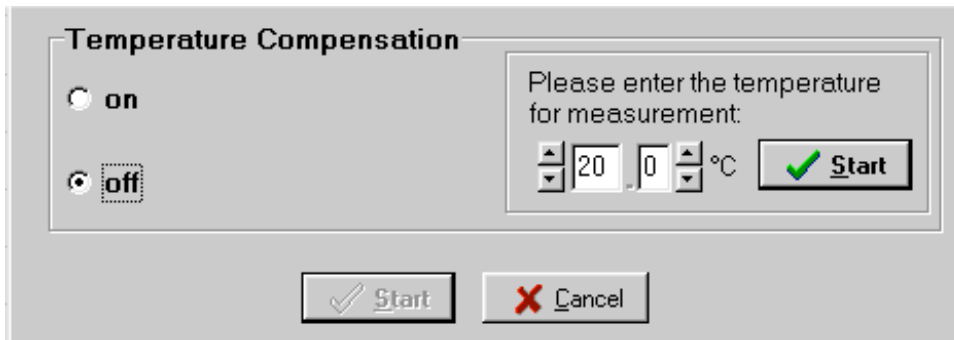 Temperature Compensation
on
Please enter the temperature
for measurement:
20 . 0 °C Start
off
Start Cancel